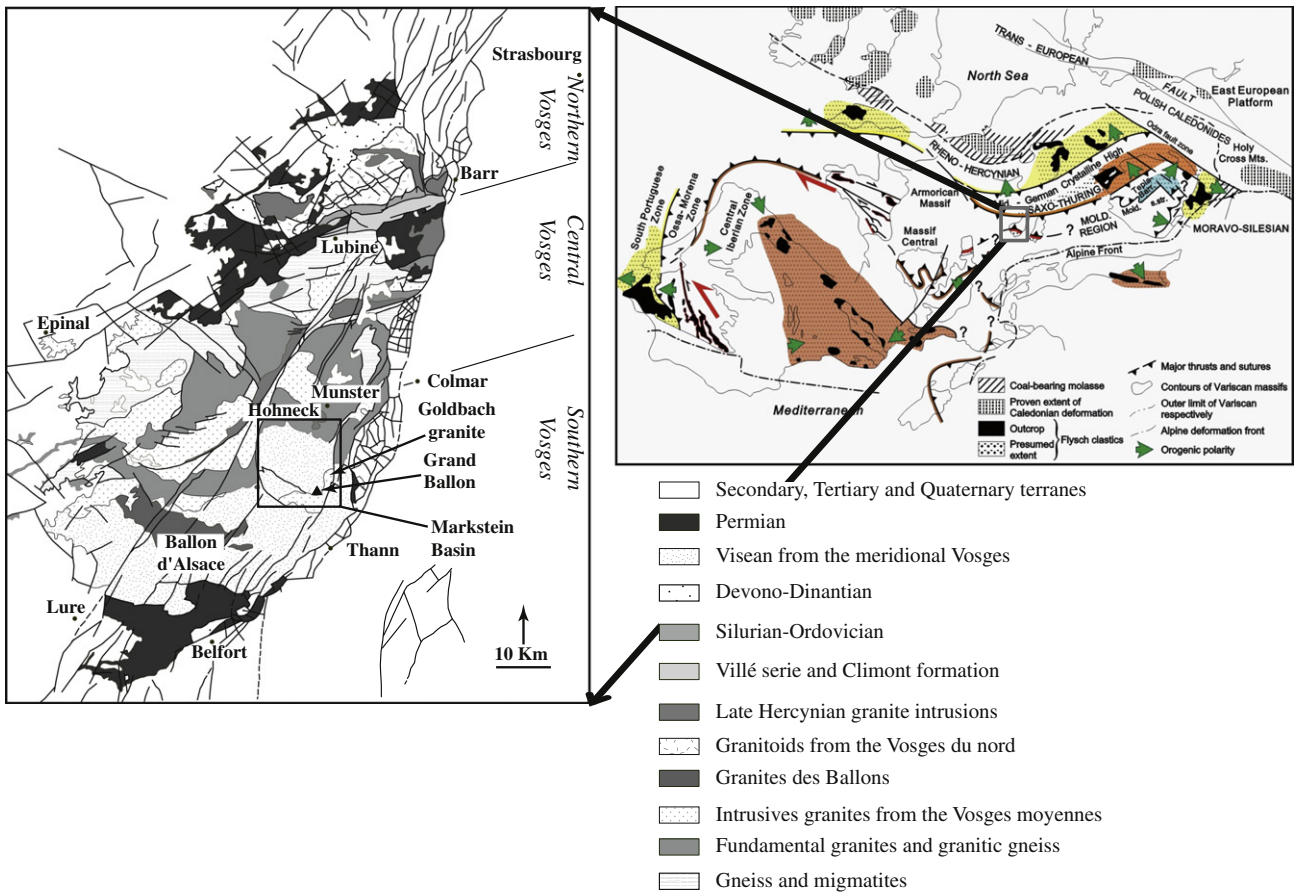 Strasbourg
Northern
Vosges
Barr
Central
Vosges
Lubine
Epinal
Colmar
Munster
Hohneck
Goldbach
granite
Grand
Ballon
Southern
Vosges
Markstein
Basin
Thann
Ballon
d'Alsace
Lure
Belfort
10 Km
TRANS - EUROPEAN
FAULT
North Sea
East European
Platform
POLISH CALEDONIDES
Odra fault zone
Holy
Cross Mts.
RHENO-HERCYNIAN
German Crystalline High
SAXO-THURING.
Armorican
Massif
Massif
Central
MOLD.
REGION
Mold.
s.str.
?
MORAVO-SILESIAN
Alpine Front
South Portuguese
Zone
Ossa-Morena
Zone
Central
Iberian Zone
?
?
?
?
?
Mediterranean
Coal-bearing molasse
Proven extent of
Caledonian deformation
Outcrop
Presumed
extent
Flysch clastics
Major thrusts and sutures
Contours of Variscan massifs
Outer limit of Variscan
respectively
Alpine deformation front
Orogenic polarity
Secondary, Tertiary and Quaternary terranes
Permian
Visean from the meridional Vosges
Devono-Dinantian
Silurian-Ordovician
Villé serie and Climont formation
Late Hercynian granite intrusions
Granitoids from the Vosges du nord
Granites des Ballons
Intrusives granites from the Vosges moyennes
Fundamental granites and granitic gneiss
Gneiss and migmatites